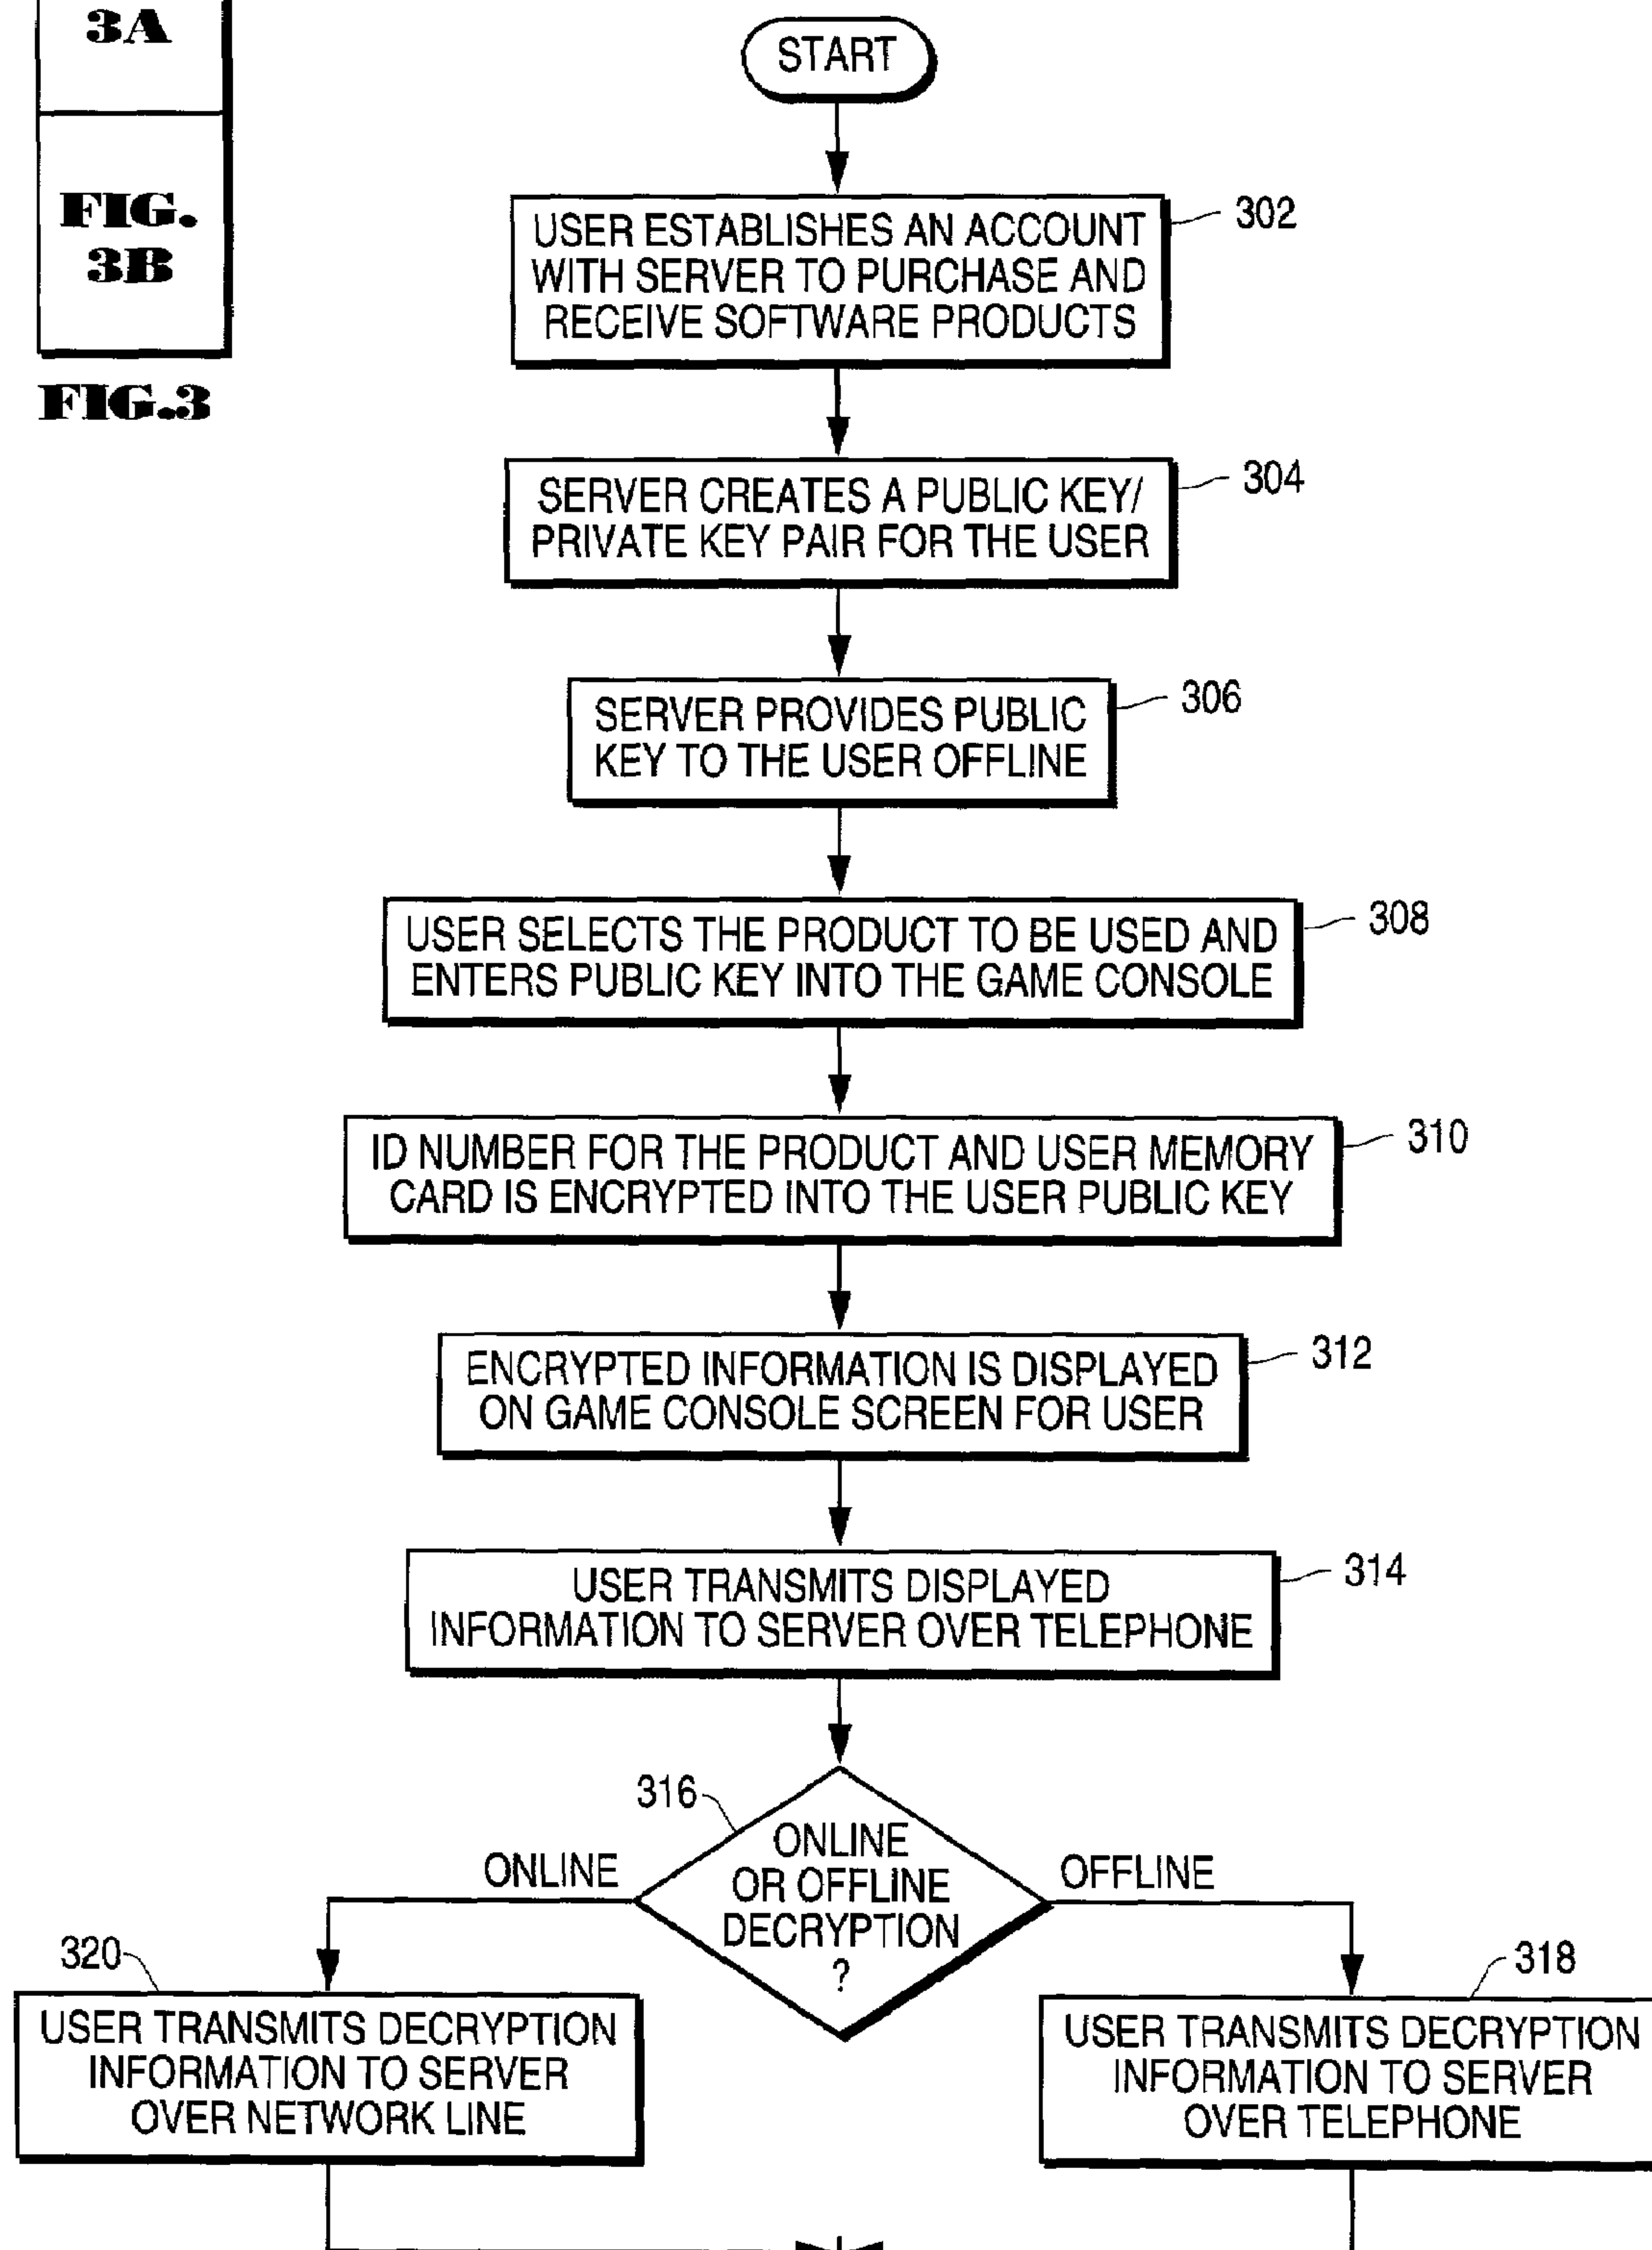 3A
FIG.
3B
FIG.3
START
302
USER ESTABLISHES AN ACCOUNT
WITH SERVER TO PURCHASE AND
RECEIVE SOFTWARE PRODUCTS
304
SERVER CREATES A PUBLIC KEY/
PRIVATE KEY PAIR FOR THE USER
306
SERVER PROVIDES PUBLIC
KEY TO THE USER OFFLINE
308
USER SELECTS THE PRODUCT TO BE USED AND
ENTERS PUBLIC KEY INTO THE GAME CONSOLE
310
ID NUMBER FOR THE PRODUCT AND USER MEMORY
CARD IS ENCRYPTED INTO THE USER PUBLIC KEY
312
ENCRYPTED INFORMATION IS DISPLAYED
ON GAME CONSOLE SCREEN FOR USER
314
USER TRANSMITS DISPLAYED
INFORMATION TO SERVER OVER TELEPHONE
316
ONLINE
OR OFFLINE
DECRYPTION
?
ONLINE
OFFLINE
320
USER TRANSMITS DECRYPTION
INFORMATION TO SERVER
OVER NETWORK LINE
318
USER TRANSMITS DECRYPTION
INFORMATION TO SERVER
OVER TELEPHONE